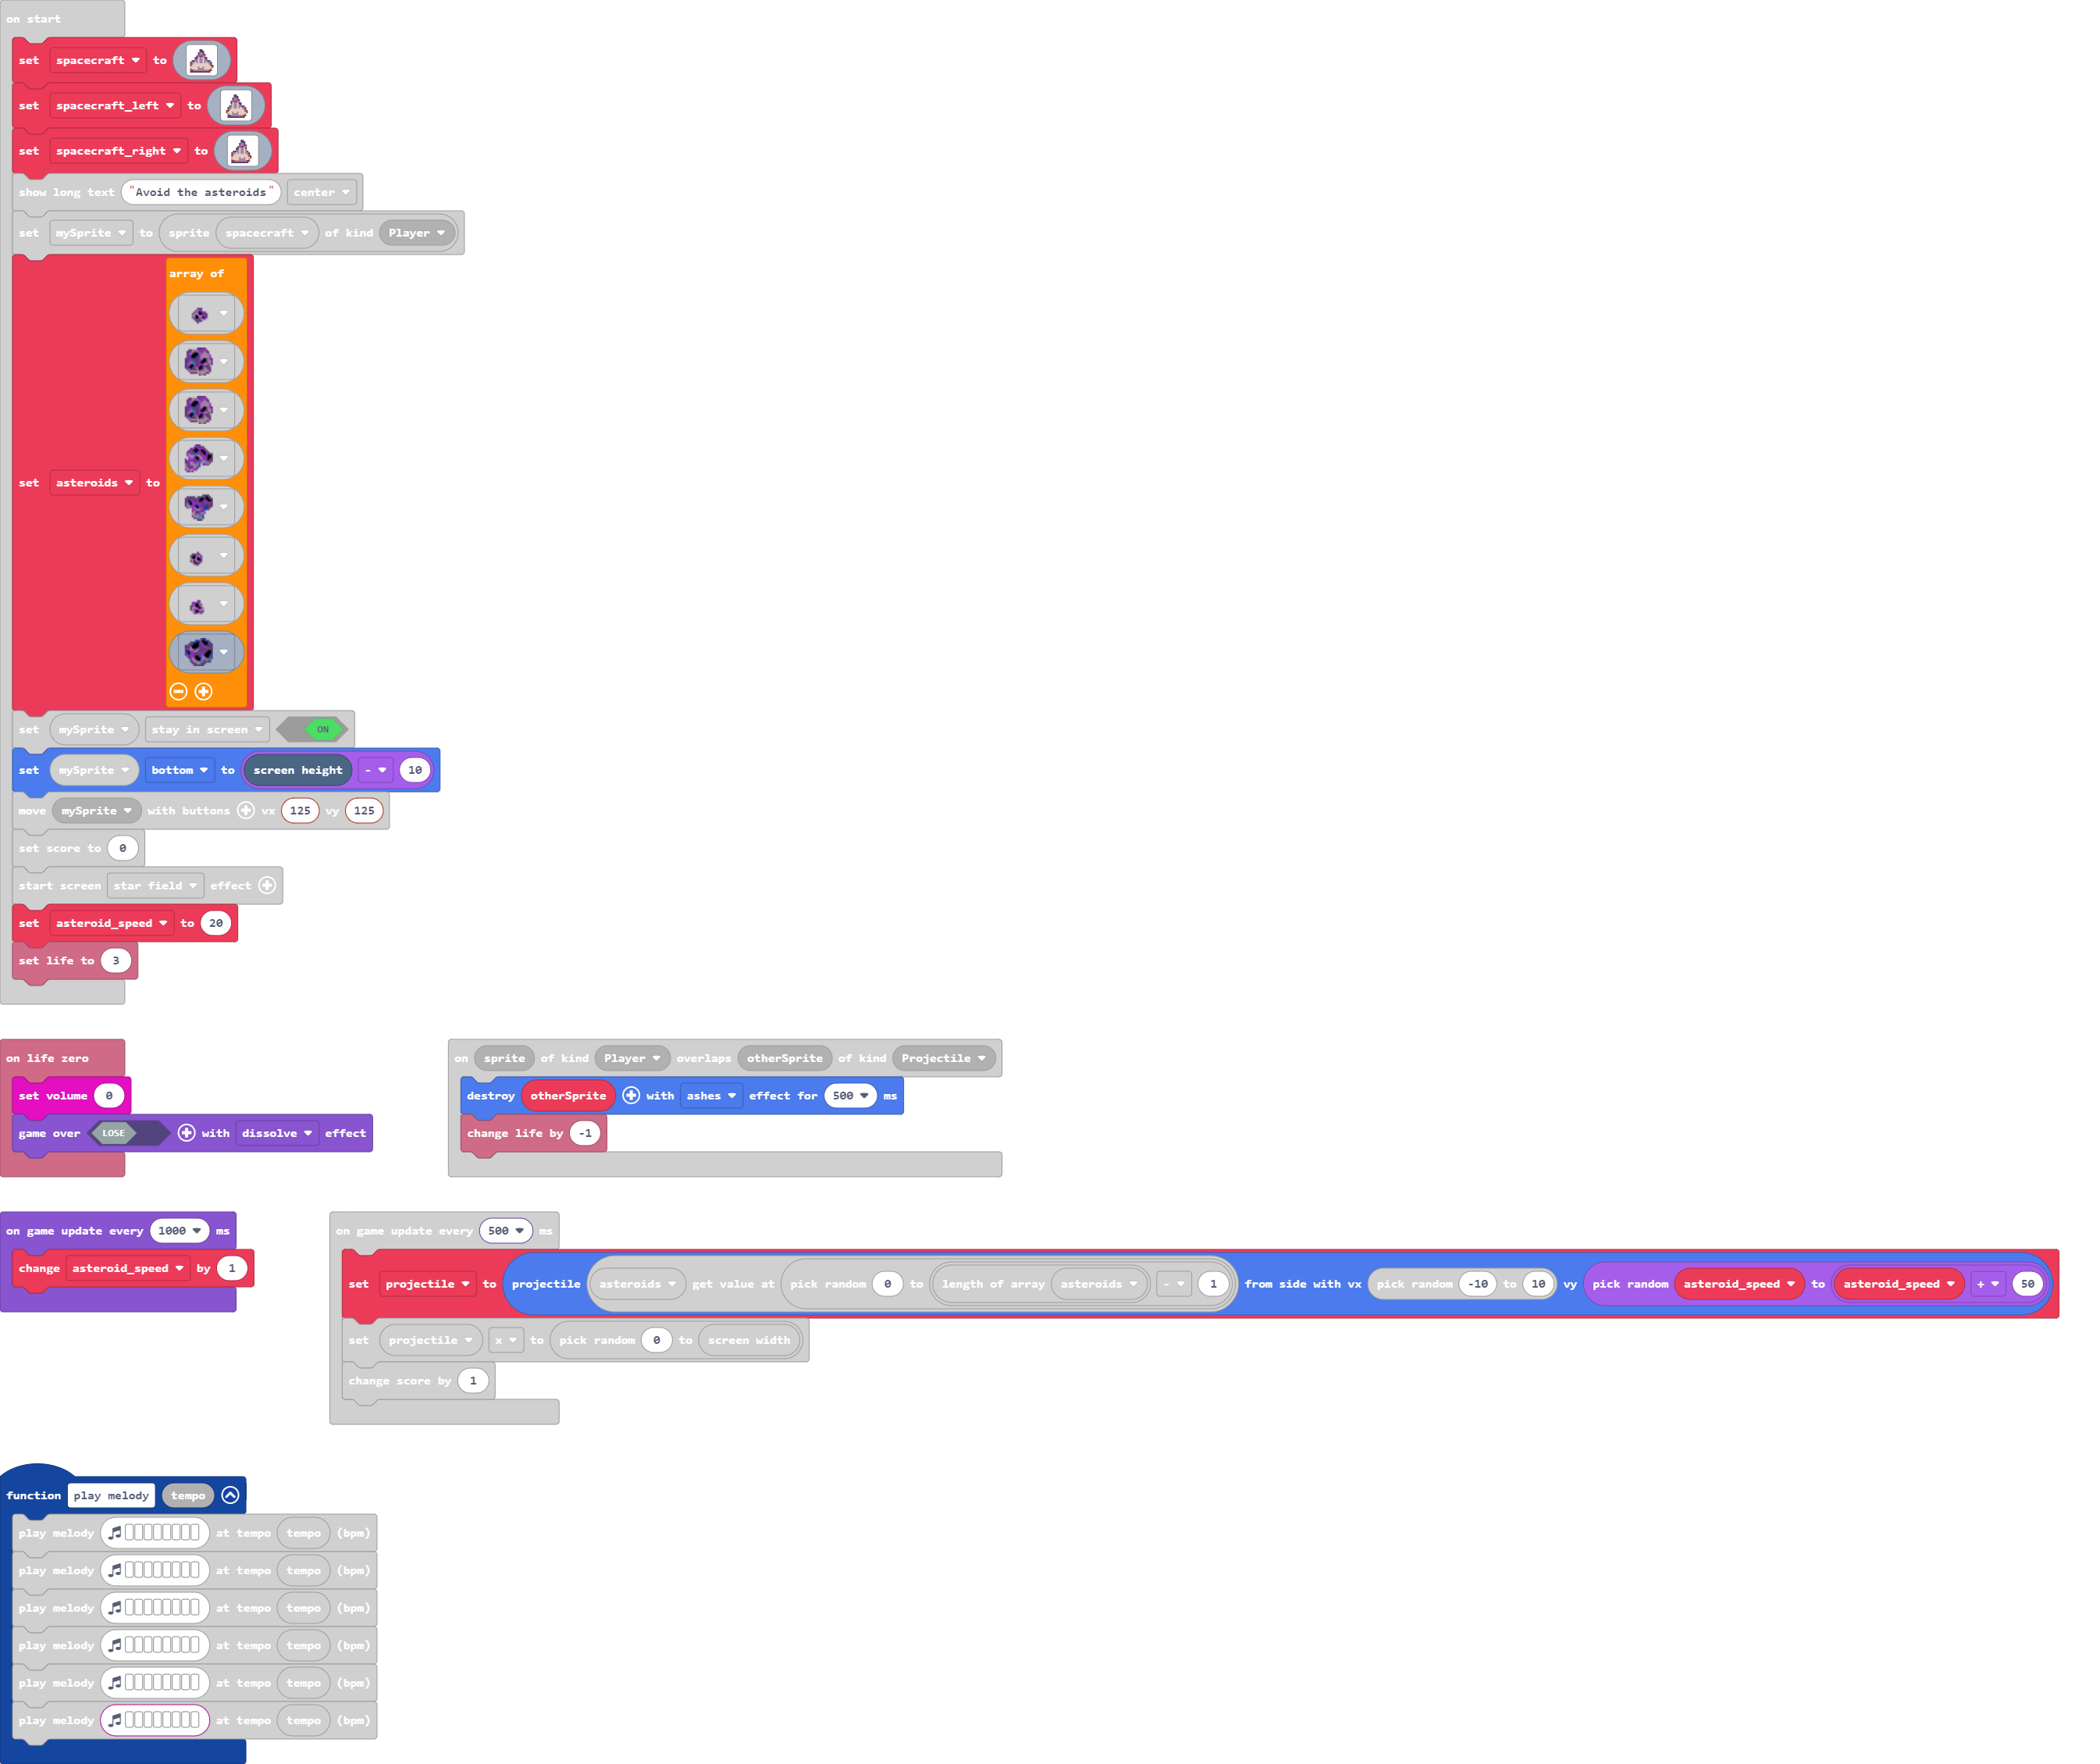 on start
set spacecraft to
set spacecraft_left to
set spacecraft_right to
show long text "Avoid the asteroids" center
set mySprite to sprite spacecraft of kind Player
array of
set asteroids to
set mySprite stay in screen ON
set mySprite bottom to screen height - 10
move mySprite with buttons vx 125 vy 125
set score to 0
start screen star field effect
set asteroid_speed to 20
set life to 3
on life zero
set volume 0
game over LOSE with dissolve effect
on sprite of kind Player overlaps otherSprite of kind Projectile
destroy otherSprite with ashes effect for 500 ms
change life by -1
on game update every 1000 ms
change asteroid_speed by 1
on game update every 500 ms
set projectile to projectile asteroids get value at pick random 0 to length of array asteroids - 1 from side with vx pick random -10 to 10 vy pick random asteroid_speed to asteroid_speed + 50
set projectile x to pick random 0 to screen width
change score by 1
function play melody tempo
play melody at tempo tempo (bpm)
play melody at tempo tempo (bpm)
play melody at tempo tempo (bpm)
play melody at tempo tempo (bpm)
play melody at tempo tempo (bpm)
play melody at tempo tempo (bpm)